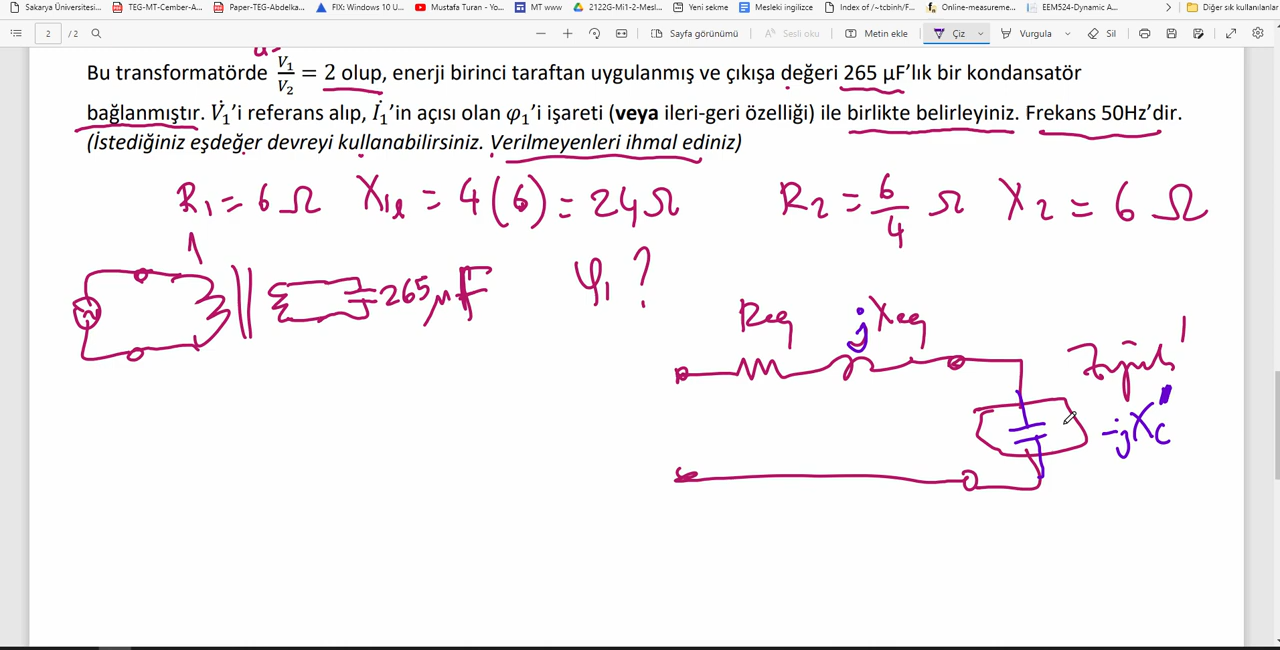 Sakarya Üniversitesi... TEG-MT-Cember-A... Paper-TEG-Abdelka... FIX: Windows 10 U... Mustafa Turan - Yo... MT www 2122G-Mi1-2-Mesl... Yeni sekme Mesleki ingilizce Index of /~tcbinh/f... Online-measureme... EEM524-Dynamic A... Diğer sık kullanılanlar
2 / 2 Sayfa görünümü Sesli oku Metin ekle Çiz Vurgula Sil
Bu transformatörde V₁/V₂ = 2 olup, enerji birinci taraftan uygulanmış ve çıkışa değeri 265 μF’lık bir kondansatör
bağlanmıştır. V̇₁’i referans alıp, İ₁’in açısı olan φ₁’i işareti (veya ileri-geri özelliği) ile birlikte belirleyiniz. Frekans 50Hz’dir.
(İstediğiniz eşdeğer devreyi kullanabilirsiniz. Verilmeyenleri ihmal ediniz)
R₁ = 6 Ω X₁ₗ = 4(6) = 24 Ω R₂ = 6/4 Ω X₂ = 6 Ω
265 μF φ₁ ?
Req jXeq
Zyük'
-jXc'